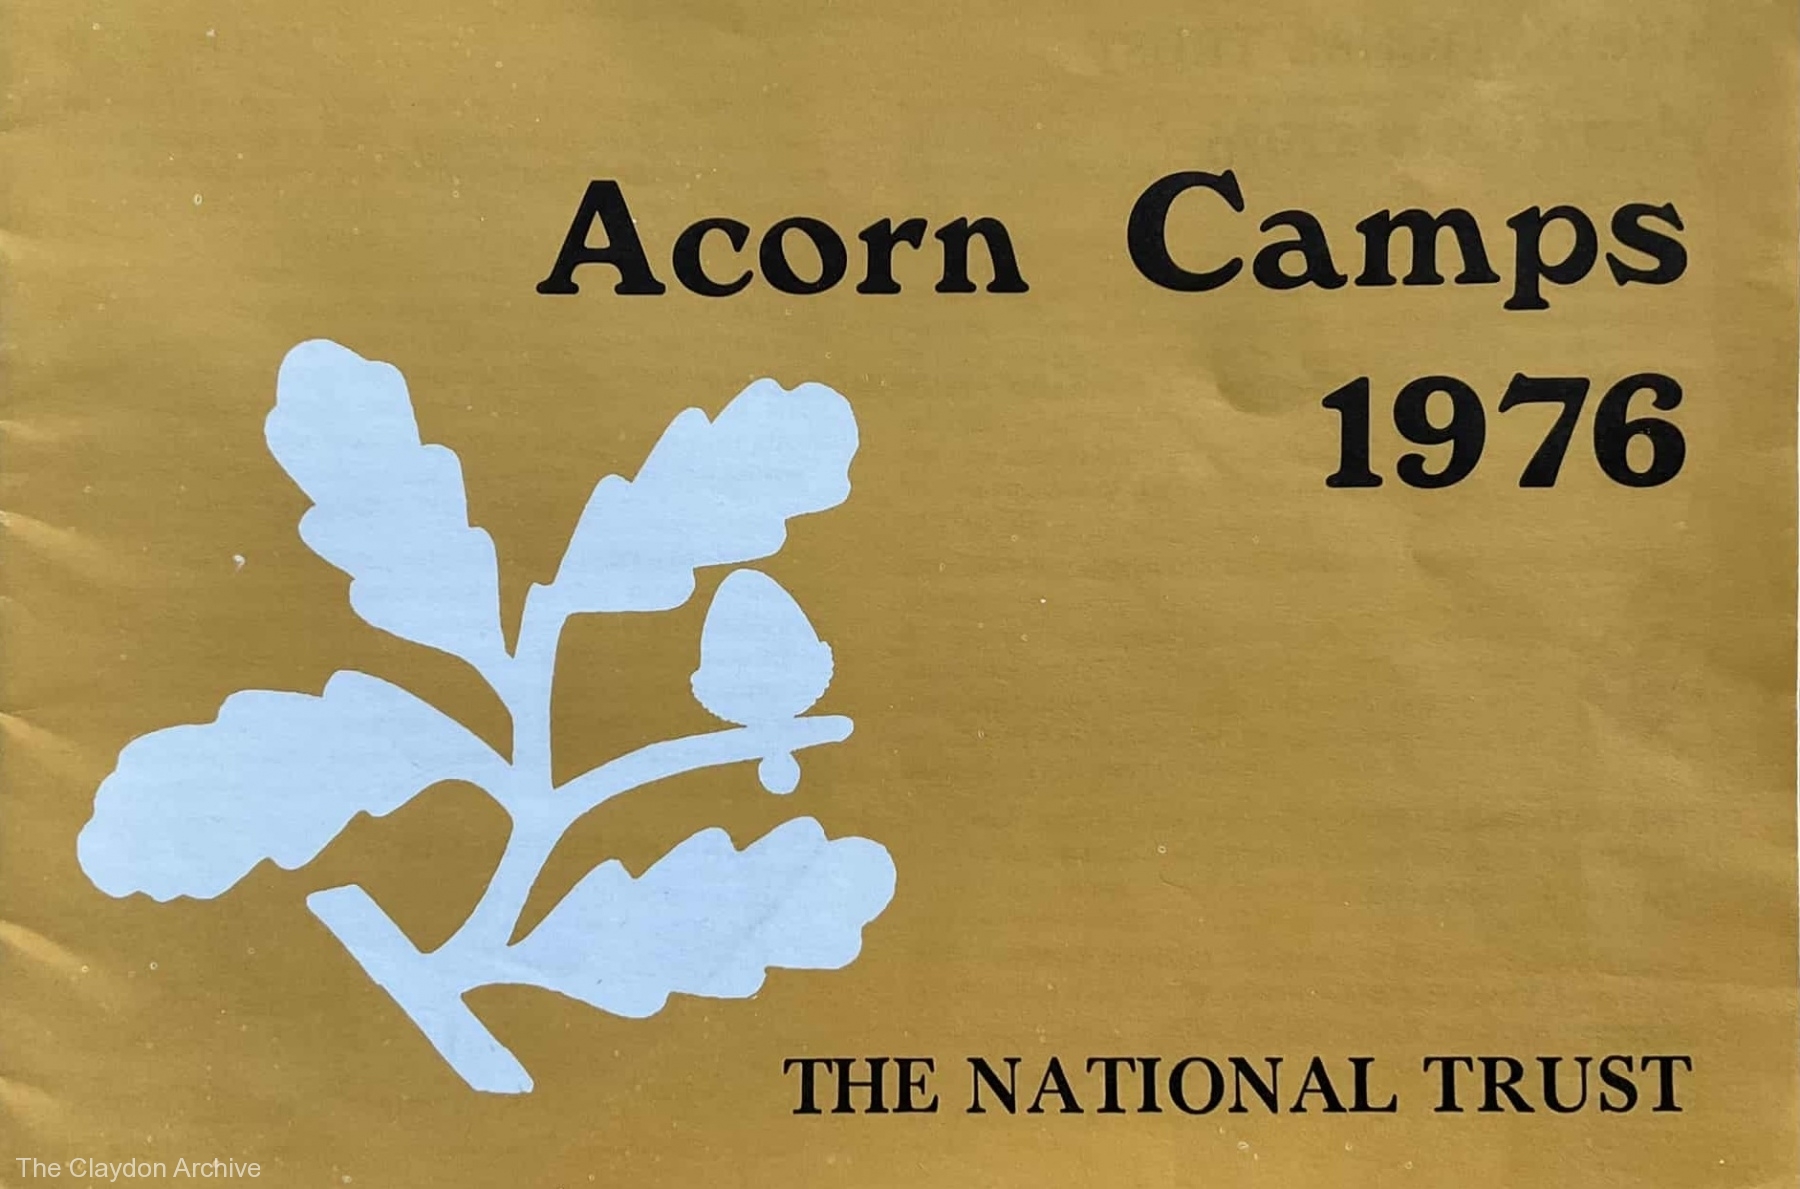 Acorn Camps
1976
THE NATIONAL TRUST
The Claydon Archive